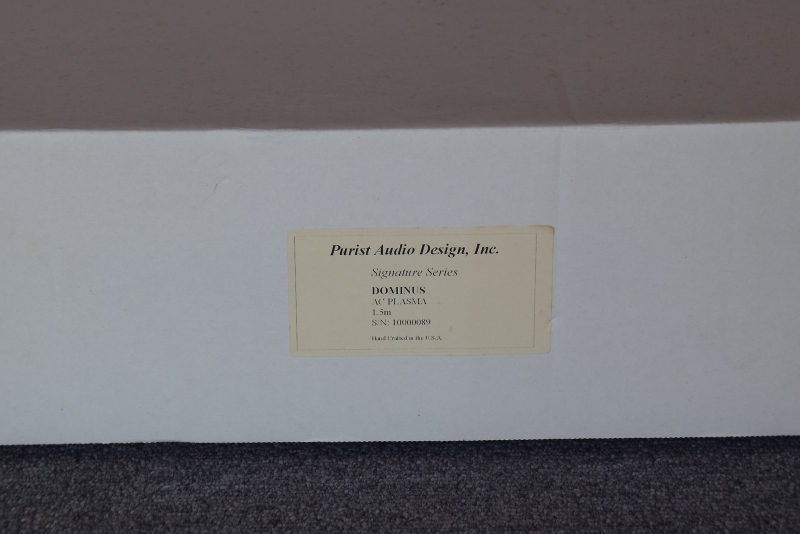 Purist Audio Design, Inc.
Signature Series
DOMINUS
AC PLASMA
1.5m
S/N: 10000089
Hand Crafted in the U.S.A.